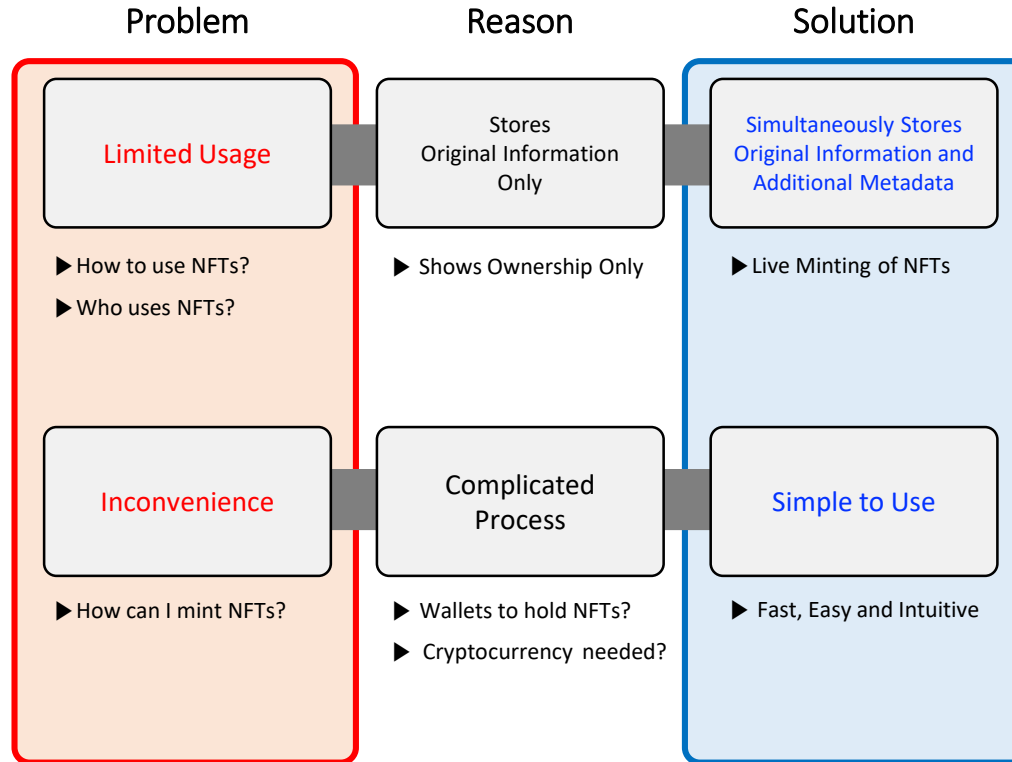 Problem
Reason
Solution
Limited Usage
Stores
Original Information
Only
Simultaneously Stores
Original Information and
Additional Metadata
▶ How to use NFTs?
▶ Who uses NFTs?
▶ Shows Ownership Only
▶ Live Minting of NFTs
Inconvenience
Complicated
Process
Simple to Use
▶ How can I mint NFTs?
▶ Wallets to hold NFTs?
▶ Cryptocurrency needed?
▶ Fast, Easy and Intuitive